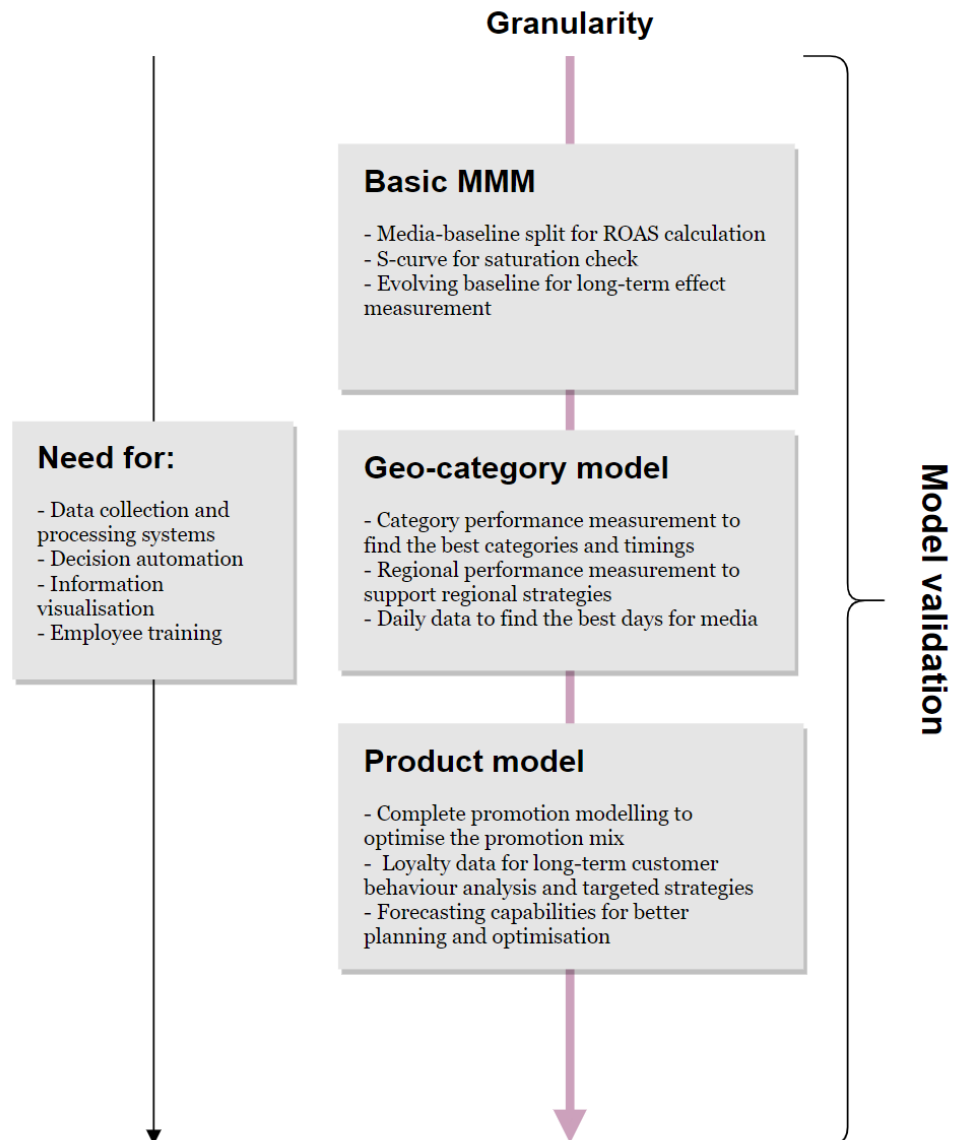 Granularity
Basic MMM
- Media-baseline split for ROAS calculation
- S-curve for saturation check
- Evolving baseline for long-term effect
measurement
Need for:
- Data collection and
processing systems
- Decision automation
- Information
visualisation
- Employee training
Geo-category model
- Category performance measurement to
find the best categories and timings
- Regional performance measurement to
support regional strategies
- Daily data to find the best days for media
Product model
- Complete promotion modelling to
optimise the promotion mix
-  Loyalty data for long-term customer
behaviour analysis and targeted strategies
- Forecasting capabilities for better
planning and optimisation
Model validation